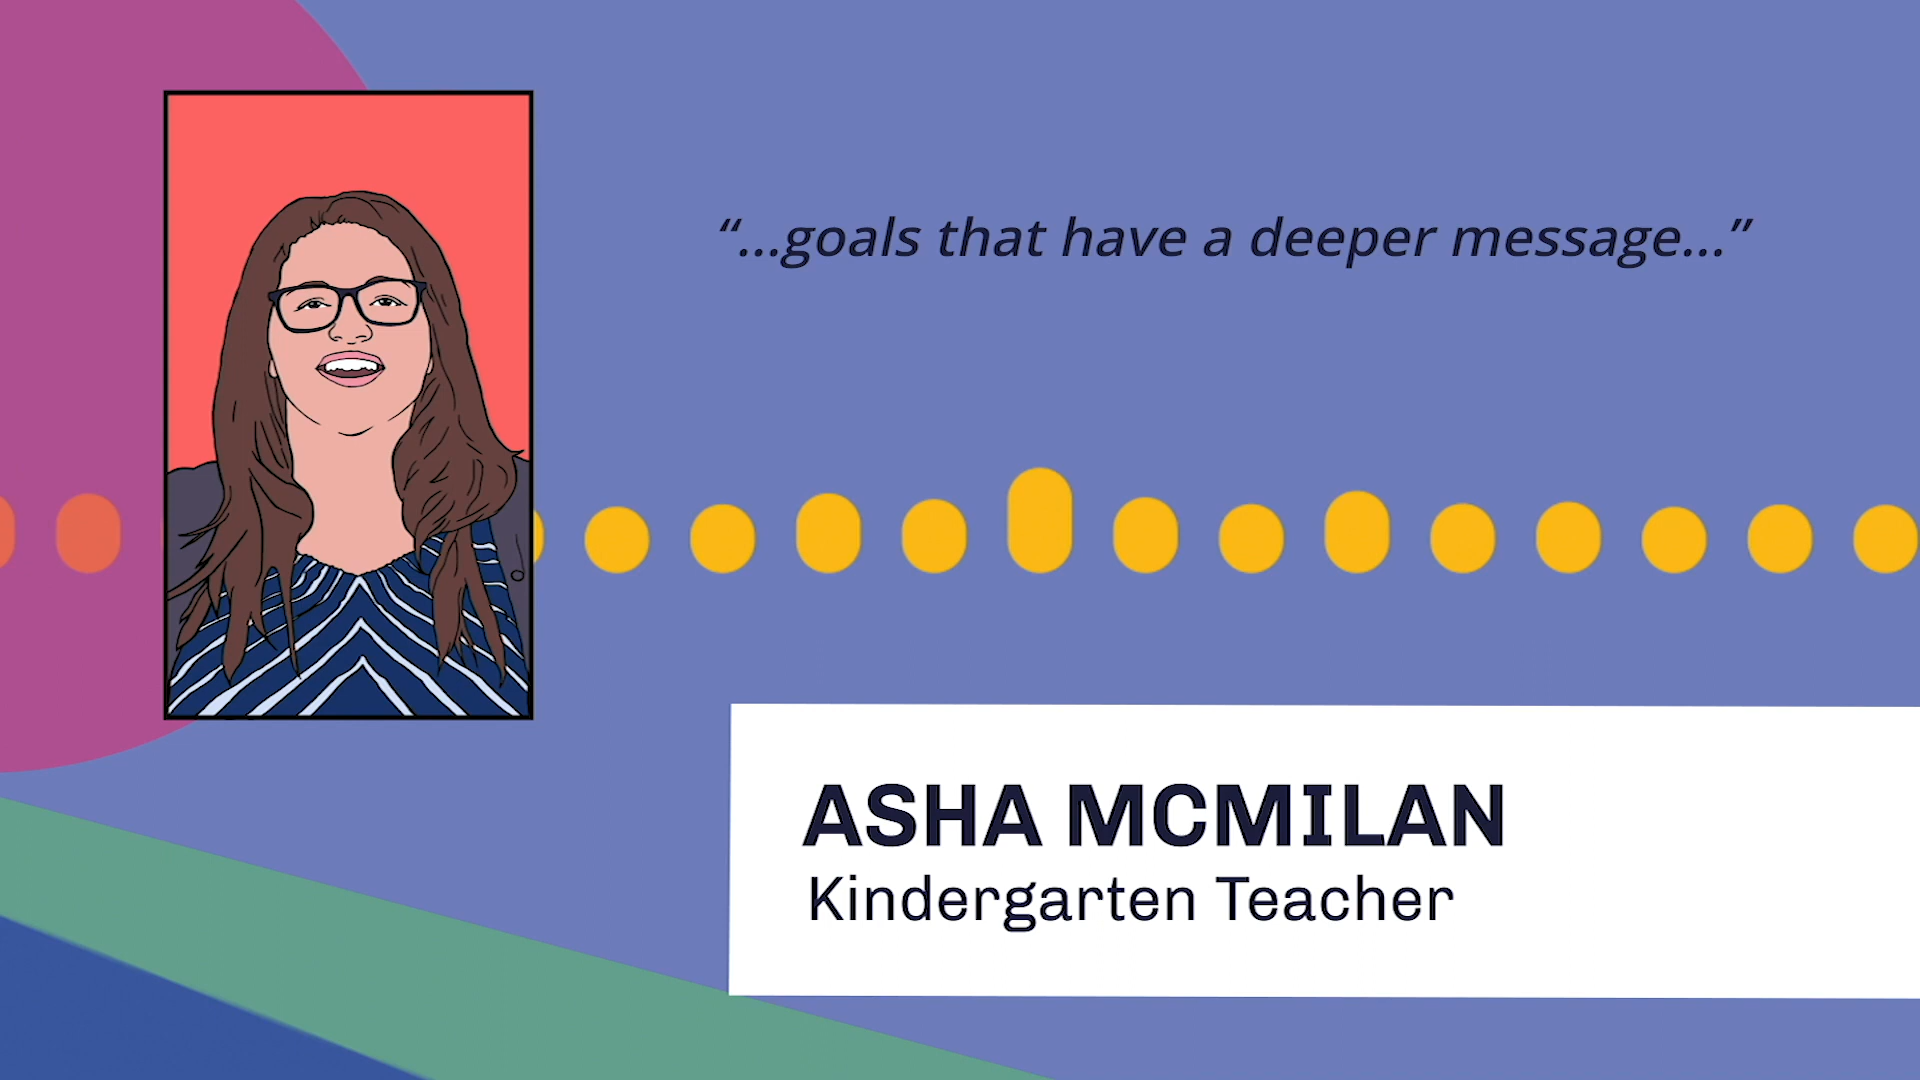 “...goals that have a deeper message...”
ASHA MCMILAN
Kindergarten Teacher